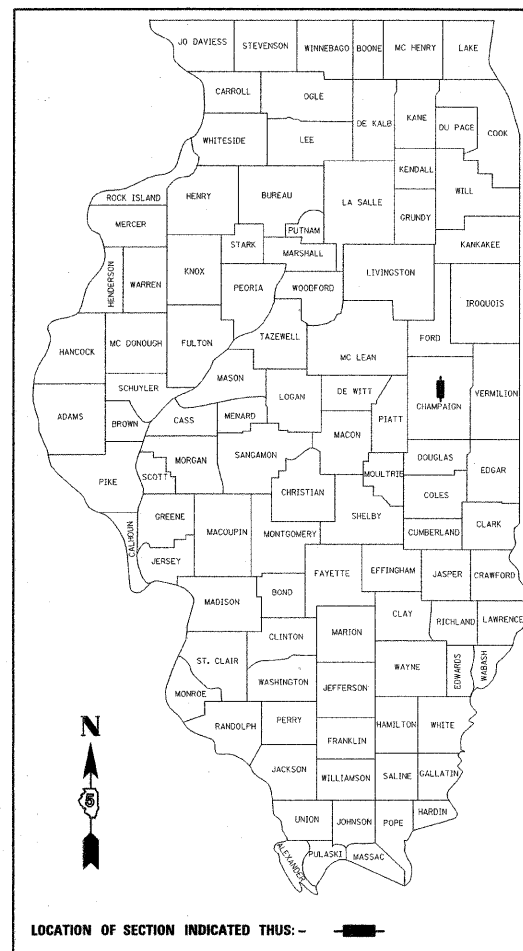 JO DAVIESS STEVENSON WINNEBAGO BOONE MC HENRY LAKE
CARROLL OGLE
DE KALB KANE COOK
DU PAGE
WHITESIDE LEE
KENDALL
WILL
ROCK ISLAND HENRY BUREAU LA SALLE
GRUNDY
MERCER PUTNAM
STARK MARSHALL KANKAKEE
HENDERSON WARREN KNOX LIVINGSTON
PEORIA WOODFORD
IROQUOIS
FORD
HANCOCK MC DONOUGH FULTON TAZEWELL
MC LEAN
MASON
SCHUYLER DE WITT
LOGAN CHAMPAIGN VERMILION
ADAMS BROWN CASS MENARD PIATT
MACON
MORGAN SANGAMON DOUGLAS
PIKE SCOTT MOULTRIE EDGAR
CHRISTIAN COLES
GREENE SHELBY
CALHOUN MACOUPIN MONTGOMERY CUMBERLAND CLARK
JERSEY
FAYETTE EFFINGHAM JASPER CRAWFORD
BOND
MADISON CLAY
RICHLAND LAWRENCE
CLINTON MARION
ST. CLAIR WAYNE EDWARDS WABASH
WASHINGTON JEFFERSON
MONROE
RANDOLPH PERRY HAMILTON WHITE
N
FRANKLIN
JACKSON
WILLIAMSON SALINE GALLATIN
UNION JOHNSON POPE HARDIN
ALEXANDER PULASKI MASSAC
LOCATION OF SECTION INDICATED THUS: -